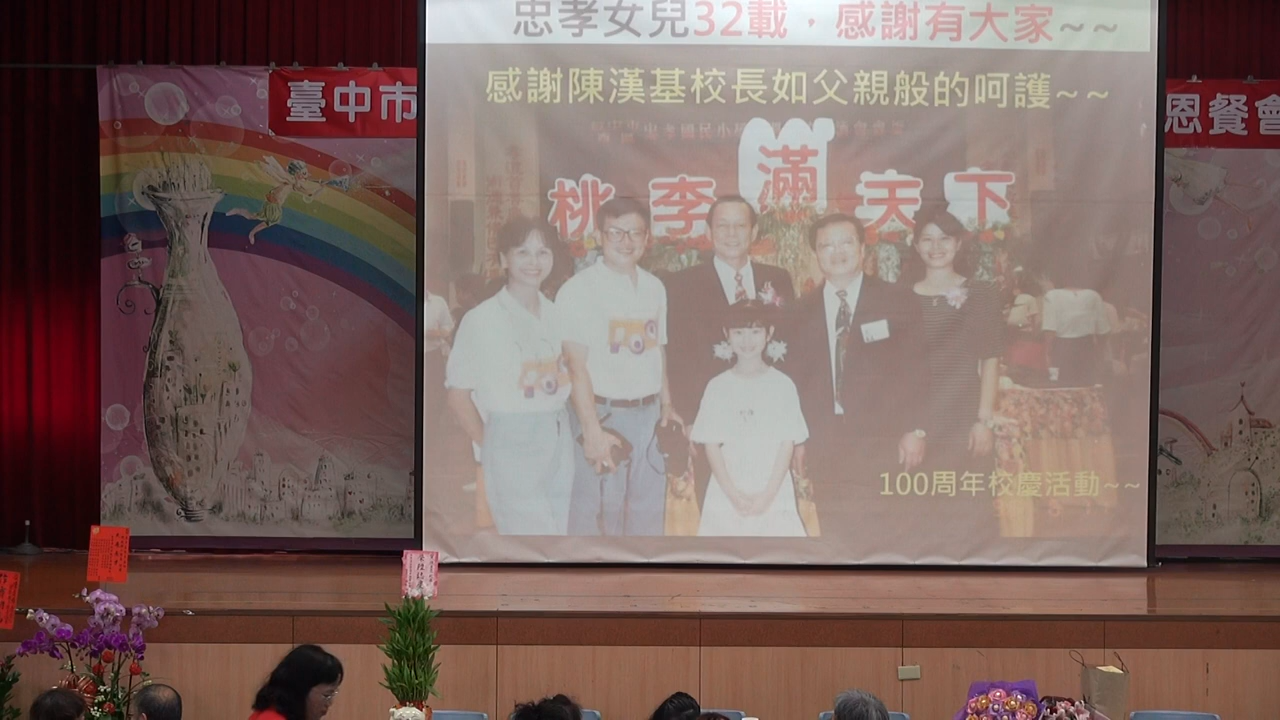 忠孝女兒32載，感謝有大家~~
臺中市
感謝陳漢基校長如父親般的呵護~~
恩餐會
桃李滿天下
100周年校慶活動~~